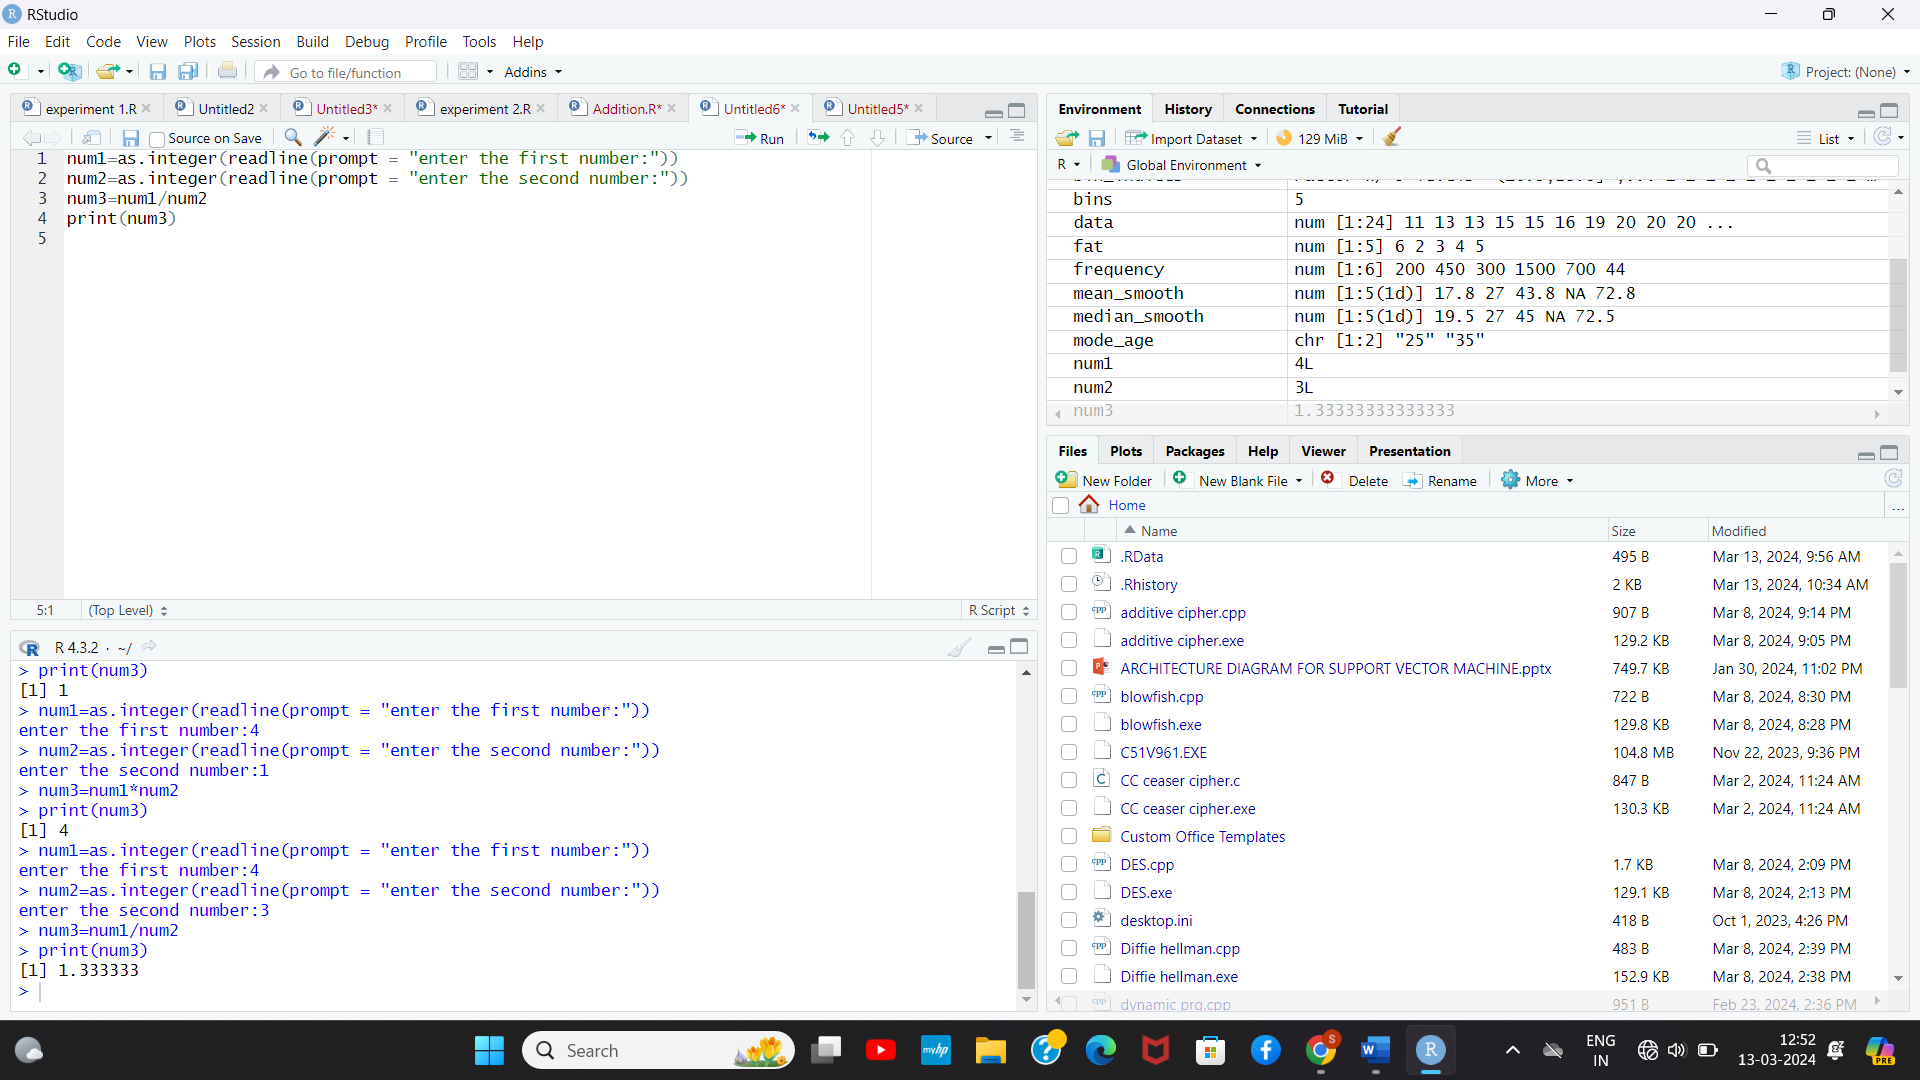 RStudio
File Edit Code View Plots Session Build Debug Profile Tools Help
Go to file/function Addins Project: (None)
experiment 1.R Untitled2 Untitled3* experiment 2.R Addition.R* Untitled6* Untitled5*
Source on Save Run Source
1 num1=as.integer(readline(prompt = "enter the first number:"))
2 num2=as.integer(readline(prompt = "enter the second number:"))
3 num3=num1/num2
4 print(num3)
5
5:1 (Top Level) R Script
R 4.3.2 · ~/
> print(num3)
[1] 1
> num1=as.integer(readline(prompt = "enter the first number:"))
enter the first number:4
> num2=as.integer(readline(prompt = "enter the second number:"))
enter the second number:1
> num3=num1*num2
> print(num3)
[1] 4
> num1=as.integer(readline(prompt = "enter the first number:"))
enter the first number:4
> num2=as.integer(readline(prompt = "enter the second number:"))
enter the second number:3
> num3=num1/num2
> print(num3)
[1] 1.333333
>
Environment History Connections Tutorial
Import Dataset 129 MiB List
R Global Environment
bins 5
data num [1:24] 11 13 13 15 15 16 19 20 20 20 ...
fat num [1:5] 6 2 3 4 5
frequency num [1:6] 200 450 300 1500 700 44
mean_smooth num [1:5(1d)] 17.8 27 43.8 NA 72.8
median_smooth num [1:5(1d)] 19.5 27 45 NA 72.5
mode_age chr [1:2] "25" "35"
num1 4L
num2 3L
num3 1.33333333333333
Files Plots Packages Help Viewer Presentation
New Folder New Blank File Delete Rename More
Home ...
Name Size Modified
.RData 495 B Mar 13, 2024, 9:56 AM
.Rhistory 2 KB Mar 13, 2024, 10:34 AM
additive cipher.cpp 907 B Mar 8, 2024, 9:14 PM
additive cipher.exe 129.2 KB Mar 8, 2024, 9:05 PM
ARCHITECTURE DIAGRAM FOR SUPPORT VECTOR MACHINE.pptx 749.7 KB Jan 30, 2024, 11:02 PM
blowfish.cpp 722 B Mar 8, 2024, 8:30 PM
blowfish.exe 129.8 KB Mar 8, 2024, 8:28 PM
C51V961.EXE 104.8 MB Nov 22, 2023, 9:36 PM
CC ceaser cipher.c 847 B Mar 2, 2024, 11:24 AM
CC ceaser cipher.exe 130.3 KB Mar 2, 2024, 11:24 AM
Custom Office Templates
DES.cpp 1.7 KB Mar 8, 2024, 2:09 PM
DES.exe 129.1 KB Mar 8, 2024, 2:13 PM
desktop.ini 418 B Oct 1, 2023, 4:26 PM
Diffie hellman.cpp 483 B Mar 8, 2024, 2:39 PM
Diffie hellman.exe 152.9 KB Mar 8, 2024, 2:38 PM
dynamic prg.cpp 951 B Feb 23, 2024, 2:36 PM
Search
ENG
IN
12:52
13-03-2024